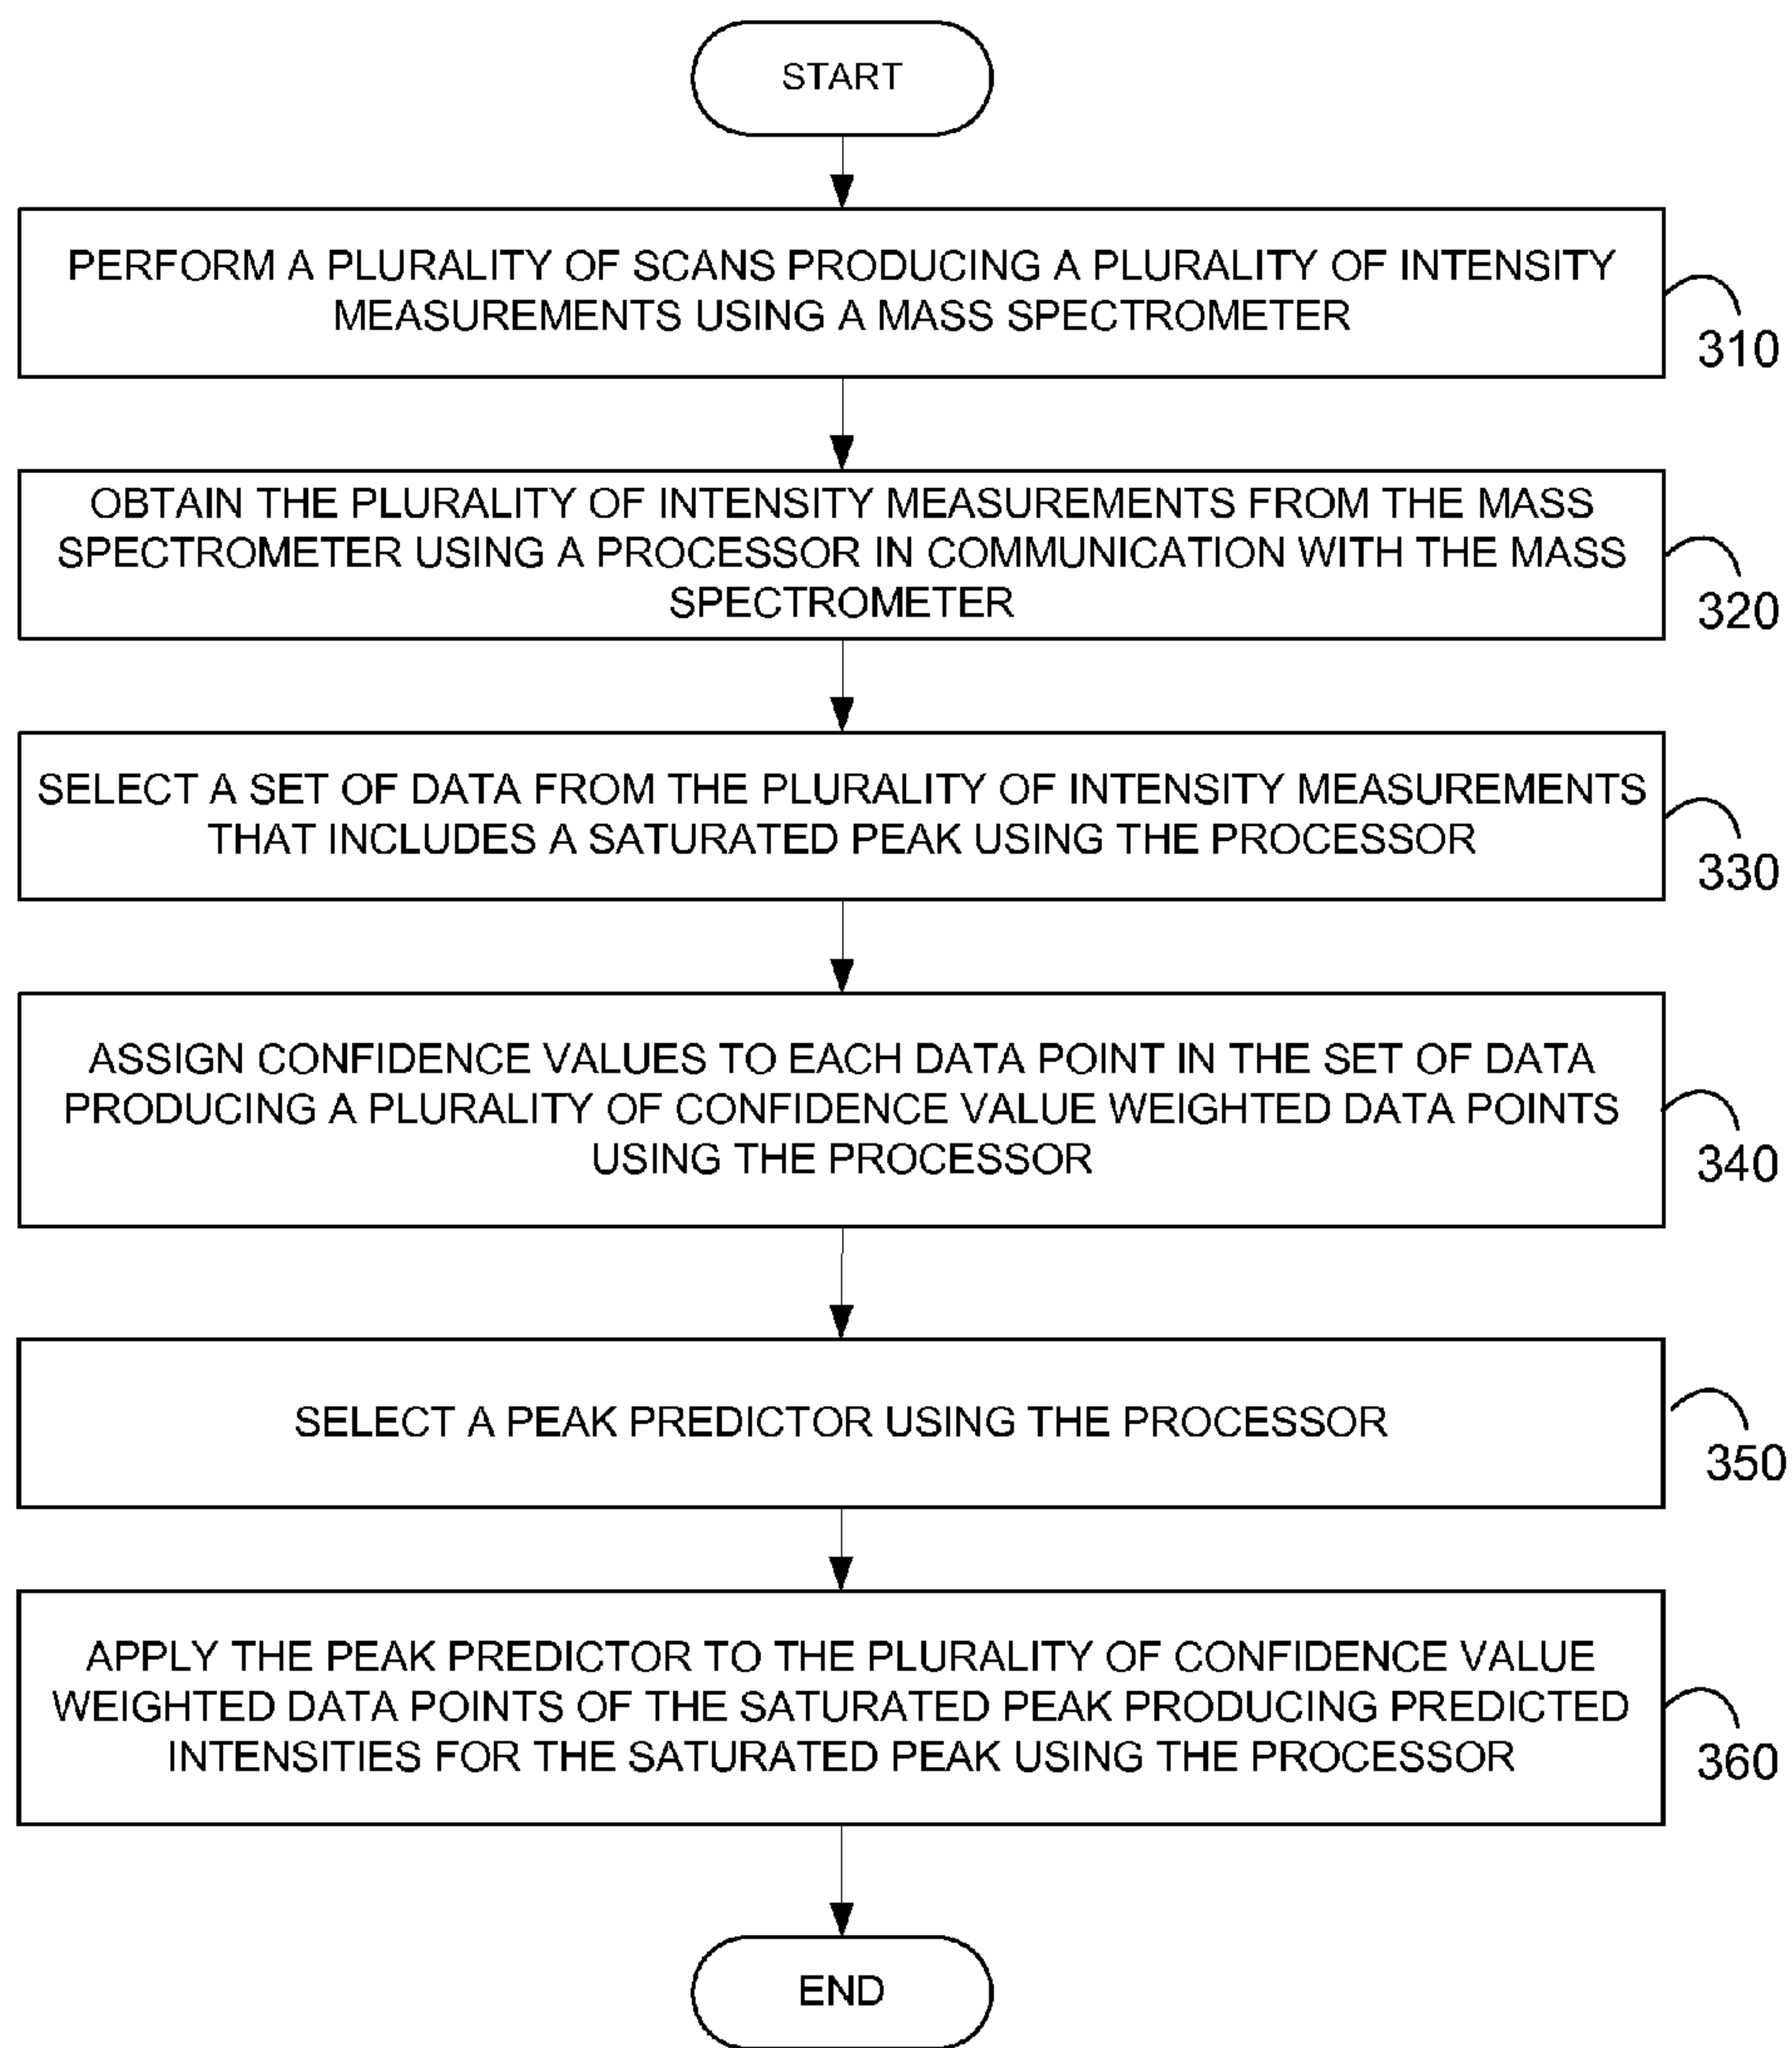 START
PERFORM A PLURALITY OF SCANS PRODUCING A PLURALITY OF INTENSITY
MEASUREMENTS USING A MASS SPECTROMETER
310
OBTAIN THE PLURALITY OF INTENSITY MEASUREMENTS FROM THE MASS
SPECTROMETER USING A PROCESSOR IN COMMUNICATION WITH THE MASS
SPECTROMETER
320
SELECT A SET OF DATA FROM THE PLURALITY OF INTENSITY MEASUREMENTS
THAT INCLUDES A SATURATED PEAK USING THE PROCESSOR
330
ASSIGN CONFIDENCE VALUES TO EACH DATA POINT IN THE SET OF DATA
PRODUCING A PLURALITY OF CONFIDENCE VALUE WEIGHTED DATA POINTS
USING THE PROCESSOR
340
SELECT A PEAK PREDICTOR USING THE PROCESSOR
350
APPLY THE PEAK PREDICTOR TO THE PLURALITY OF CONFIDENCE VALUE
WEIGHTED DATA POINTS OF THE SATURATED PEAK PRODUCING PREDICTED
INTENSITIES FOR THE SATURATED PEAK USING THE PROCESSOR
360
END